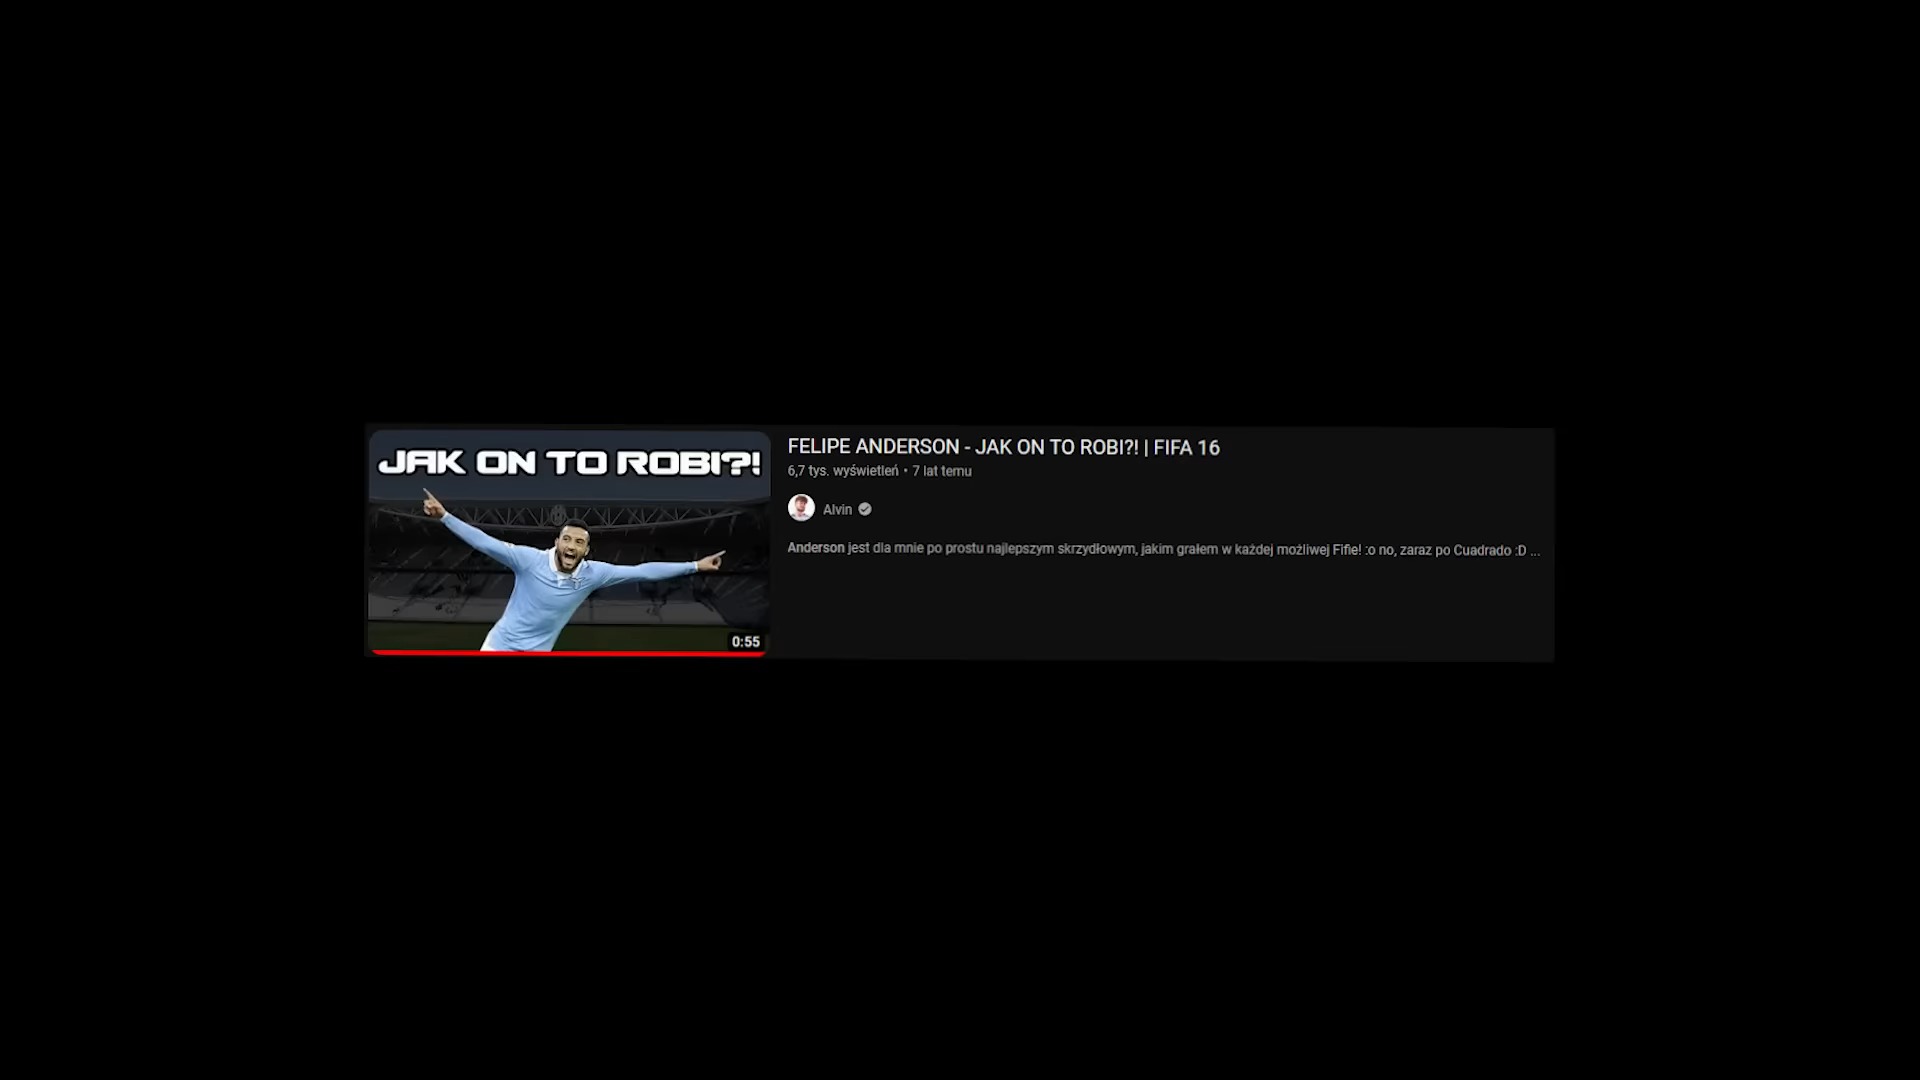 JAK ON TO ROBI?!
0:55
FELIPE ANDERSON - JAK ON TO ROBI?! | FIFA 16
6,7 tys. wyświetleń • 7 lat temu
Alvin
Anderson jest dla mnie po prostu najlepszym skrzydłowym, jakim grałem w każdej możliwej Fifie! :o no, zaraz po Cuadrado :D ...